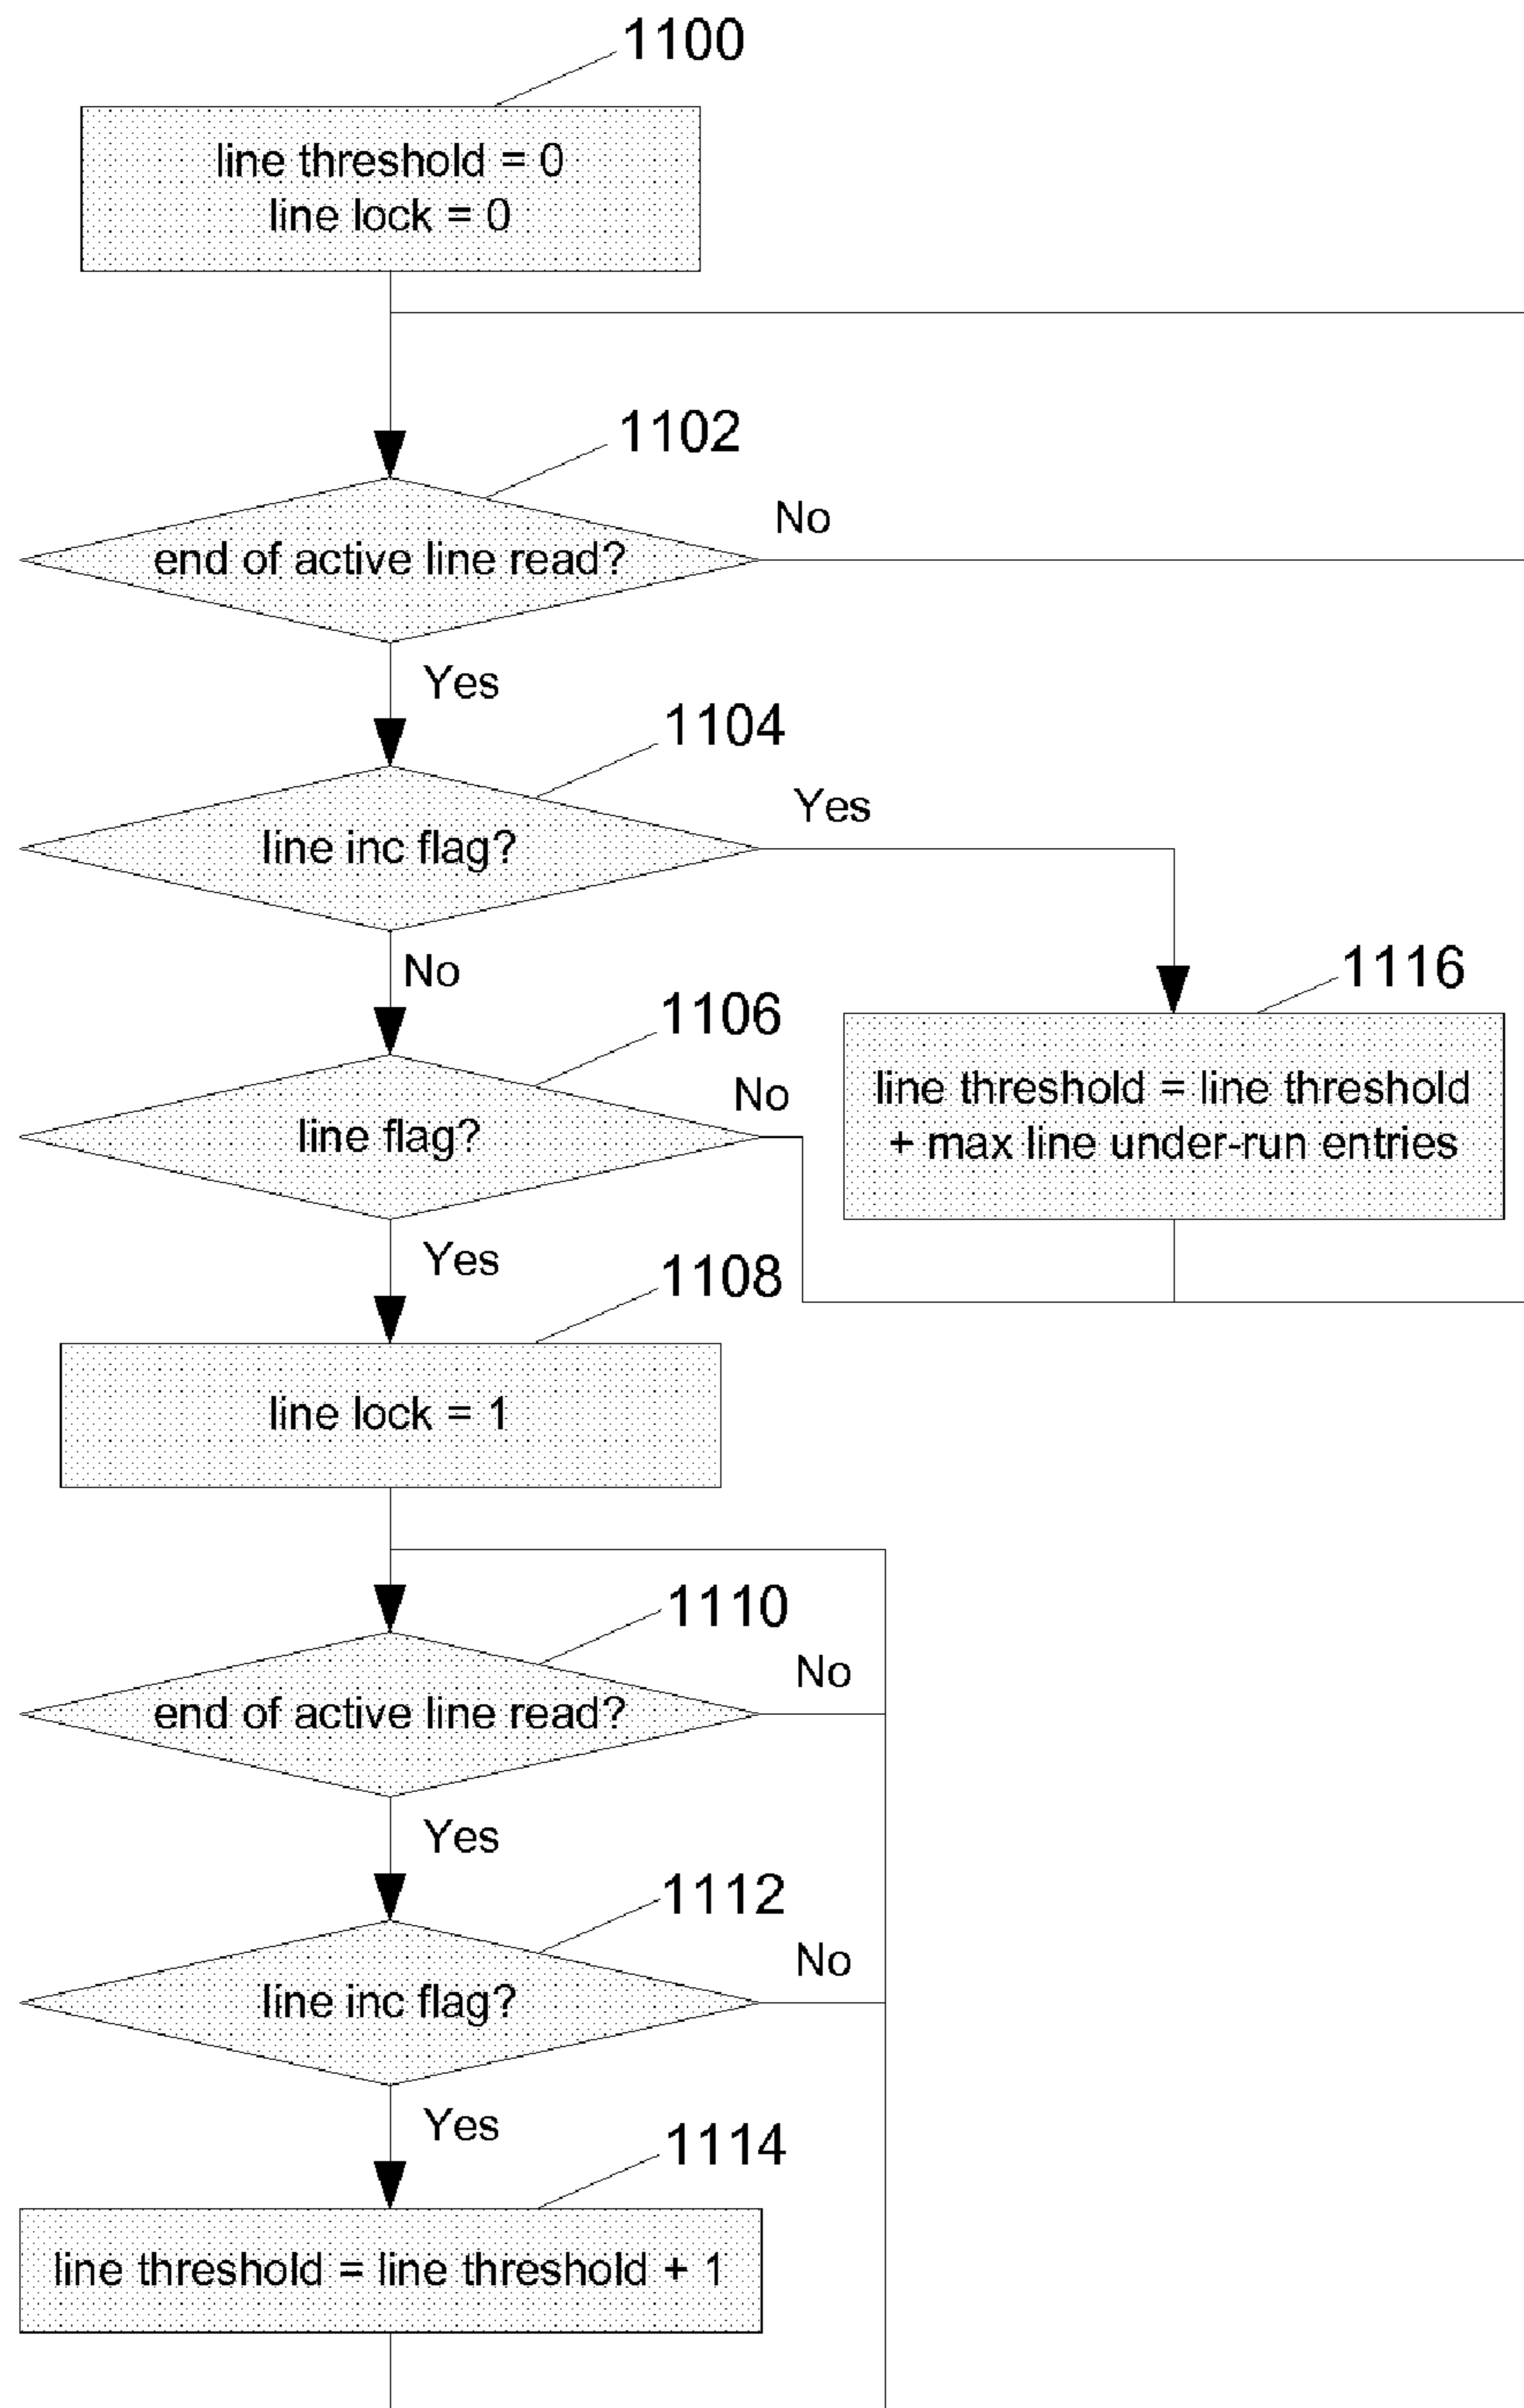 1100
line threshold = 0
line lock = 0
1102
end of active line read?
No
Yes
1104
line inc flag?
Yes
No
1106
line flag?
No
1116
line threshold = line threshold
+ max line under-run entries
Yes
1108
line lock = 1
1110
end of active line read?
No
Yes
1112
line inc flag?
No
Yes
1114
line threshold = line threshold + 1